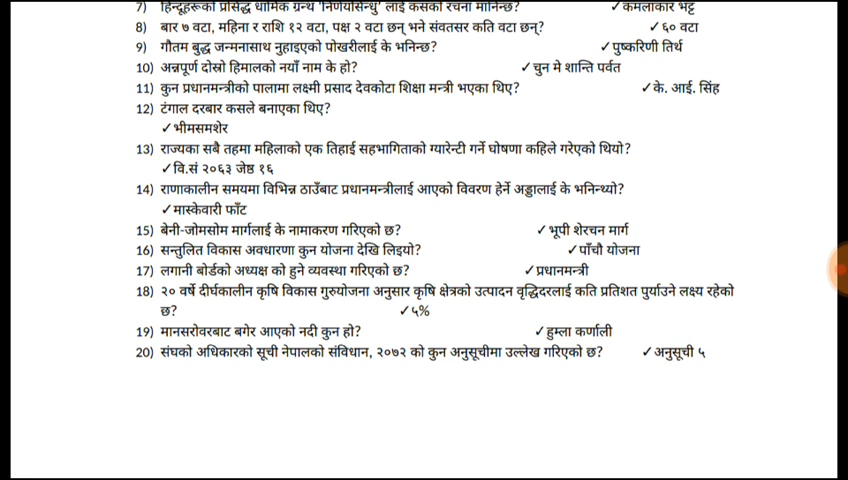 7) हिन्दूहरूको प्रसिद्ध धार्मिक ग्रन्थ 'निर्णयसिन्धु' लाई कसको रचना मानिन्छ? ✓कमलाकार भट्ट
8) बार ७ वटा, महिना र राशि १२ वटा, पक्ष २ वटा छन् भने संवतसर कति वटा छन्? ✓६० वटा
9) गौतम बुद्ध जन्मनासाथ नुहाइएको पोखरीलाई के भनिन्छ? ✓पुष्करिणी तिर्थ
10) अन्नपूर्ण दोस्रो हिमालको नयाँ नाम के हो? ✓चुन मे शान्ति पर्वत
11) कुन प्रधानमन्त्रीको पालामा लक्ष्मी प्रसाद देवकोटा शिक्षा मन्त्री भएका थिए? ✓के. आई. सिंह
12) टंगाल दरबार कसले बनाएका थिए?
✓भीमसमशेर
13) राज्यका सबै तहमा महिलाको एक तिहाई सहभागिताको ग्यारेन्टी गर्ने घोषणा कहिले गरेएको थियो?
✓वि.सं २०६३ जेष्ठ १६
14) राणाकालीन समयमा विभिन्न ठाउँबाट प्रधानमन्त्रीलाई आएको विवरण हेर्ने अड्डालाई के भनिन्थ्यो?
✓मास्केवारी फाँट
15) बेनी-जोमसोम मार्गलाई के नामाकरण गरिएको छ? ✓भूपी शेरचन मार्ग
16) सन्तुलित विकास अवधारणा कुन योजना देखि लिइयो? ✓पाँचौ योजना
17) लगानी बोर्डको अध्यक्ष को हुने व्यवस्था गरिएको छ? ✓प्रधानमन्त्री
18) २० वर्षे दीर्घकालीन कृषि विकास गुरुयोजना अनुसार कृषि क्षेत्रको उत्पादन वृद्धिदरलाई कति प्रतिशत पुर्याउने लक्ष्य रहेको
छ? ✓५%
19) मानसरोवरबाट बगेर आएको नदी कुन हो? ✓हुम्ला कर्णाली
20) संघको अधिकारको सूची नेपालको संविधान, २०७२ को कुन अनुसूचीमा उल्लेख गरिएको छ? ✓अनुसूची ५